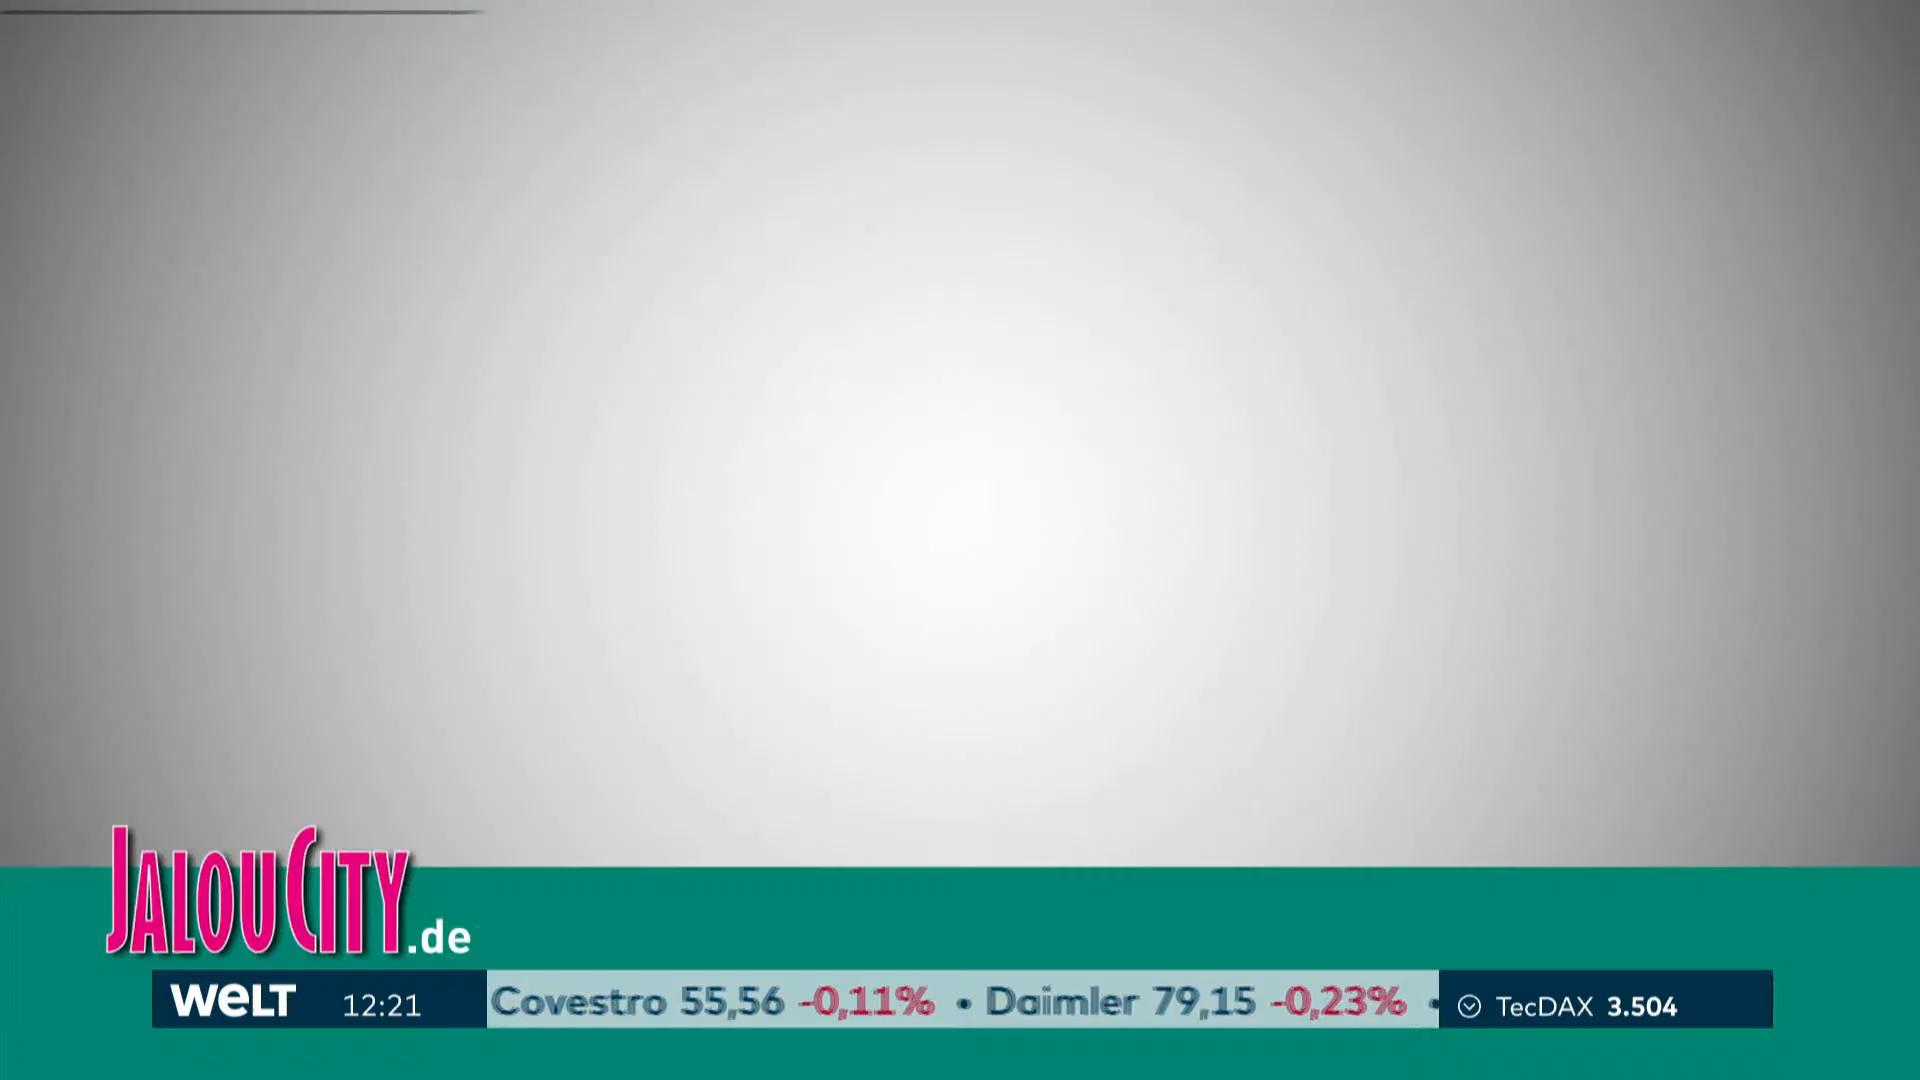 JALOUCITY.de
WELT 12:21 Covestro 55,56 -0,11% • Daimler 79,15 -0,23% • TecDAX 3.504